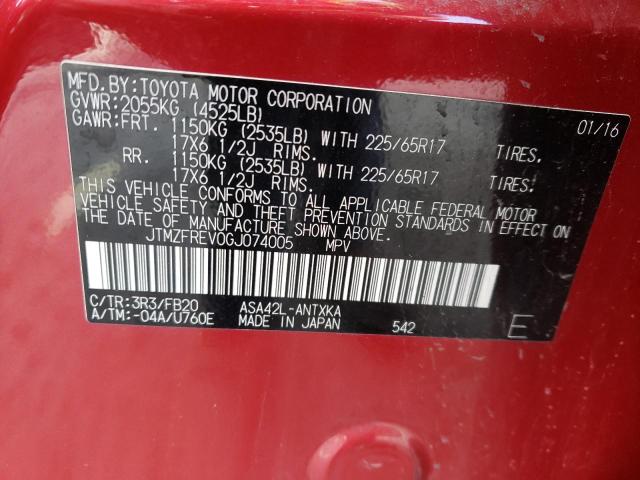 MFD.BY:TOYOTA MOTOR CORPORATION 01/16
GVWR:2055KG (4525LB)
GAWR:FRT. 1150KG (2535LB) WITH 225/65R17 TIRES.
17X6 1/2J RIMS.
RR. 1150KG (2535LB) WITH 225/65R17 TIRES.
17X6 1/2J RIMS.
THIS VEHICLE CONFORMS TO ALL APPLICABLE FEDERAL MOTOR
VEHICLE SAFETY AND THEFT PREVENTION STANDARDS IN EFFECT ON
THE DATE OF MANUFACTURE SHOWN ABOVE.
JTMZFREV0GJ074005 MPV
C/TR:3R3/FB20 ASA42L-ANTXKA
A/TM:-04A/U760E MADE IN JAPAN 542 E